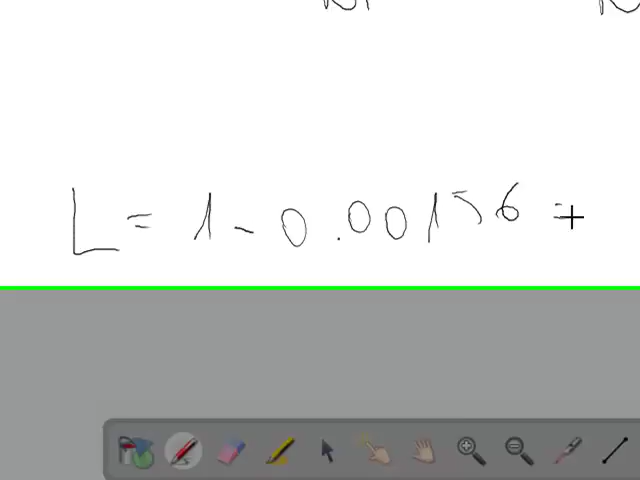 L = 1 - 0.00156 =